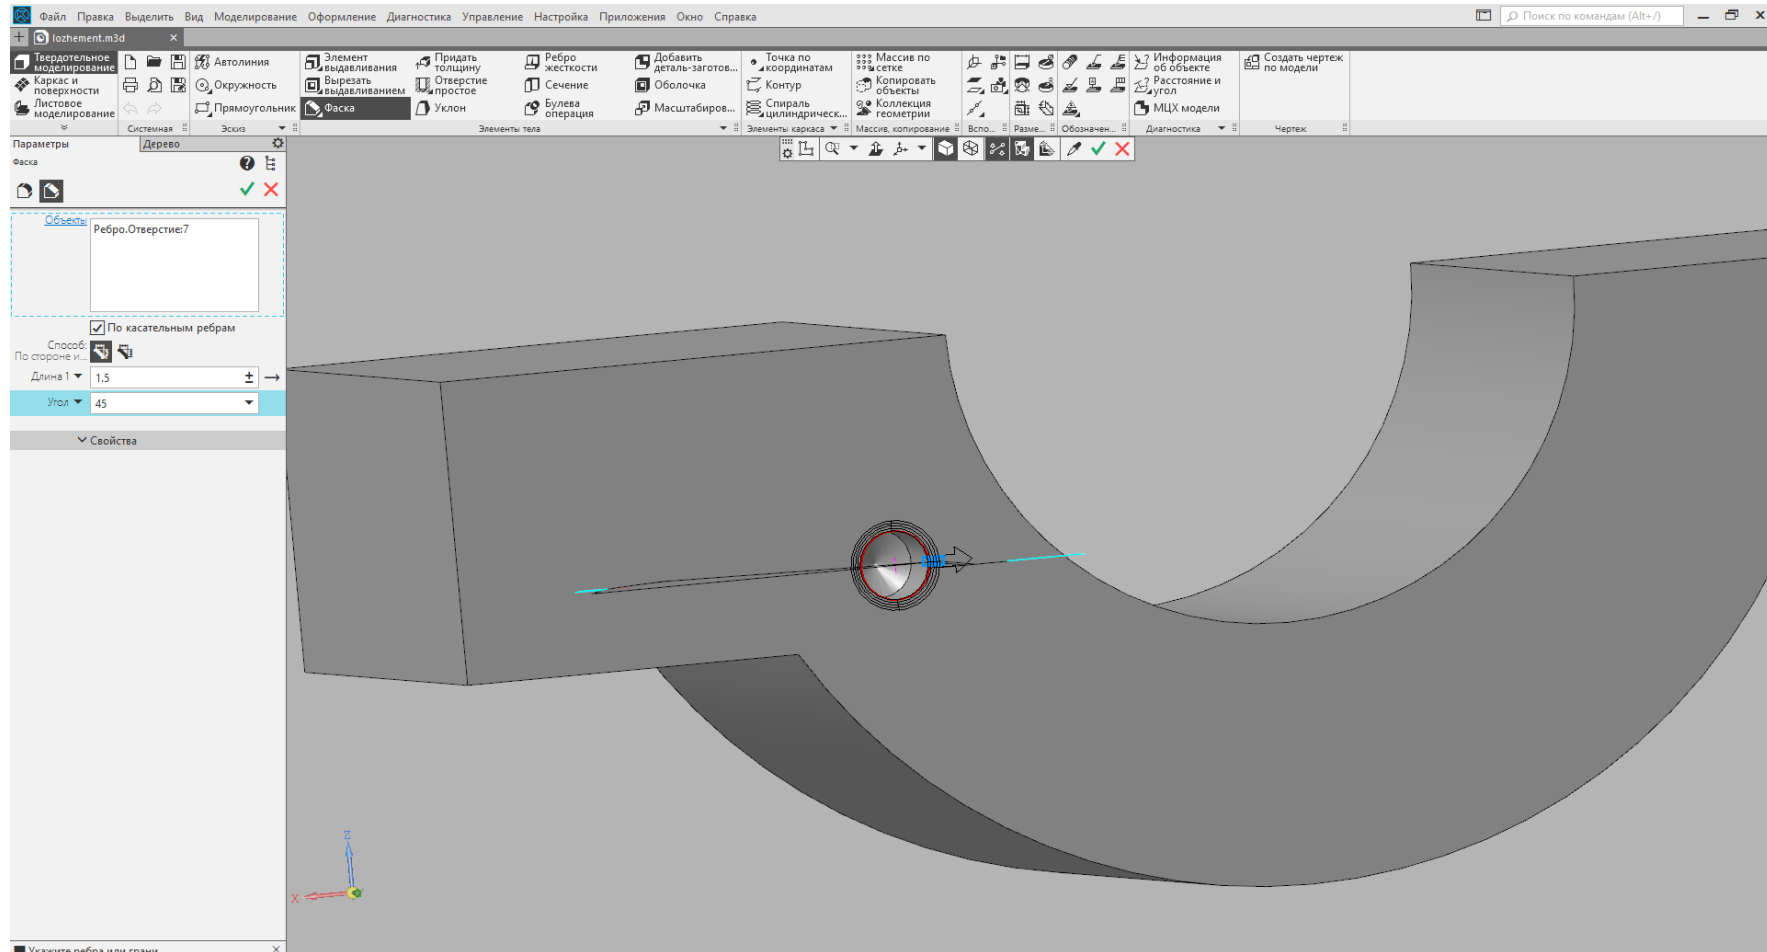 Файл Правка Выделить Вид Моделирование Оформление Диагностика Управление Настройка Приложения Окно Справка
Поиск по командам (Alt+/)
lozhement.m3d
Твердотельное моделирование
Каркас и поверхности
Листовое моделирование
Системная
Автолиния
Окружность
Прямоугольник
Эскиз
Элемент выдавливания
Вырезать выдавливанием
Фаска
Придать толщину
Отверстие простое
Уклон
Ребро жесткости
Сечение
Булева операция
Добавить деталь-заготов...
Оболочка
Масштабиров...
Элементы тела
Точка по координатам
Контур
Спираль цилиндрическ...
Элементы каркаса
Массив по сетке
Копировать объекты
Коллекция геометрии
Массив, копирование
Вспо...
Разме...
Обозначен...
Информация об объекте
Расстояние и угол
МЦХ модели
Диагностика
Создать чертеж по модели
Чертеж
Параметры
Дерево
Фаска
Объекты
Ребро.Отверстие:7
По касательным ребрам
Способ:
По стороне и...
Длина 1
1.5
Угол
45
Свойства
Z
X
Укажите ребра или грани